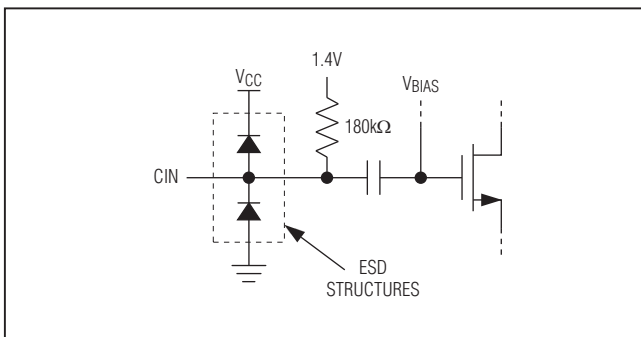 1.4V
VCC
VBIAS
180kΩ
CIN
ESD
STRUCTURES